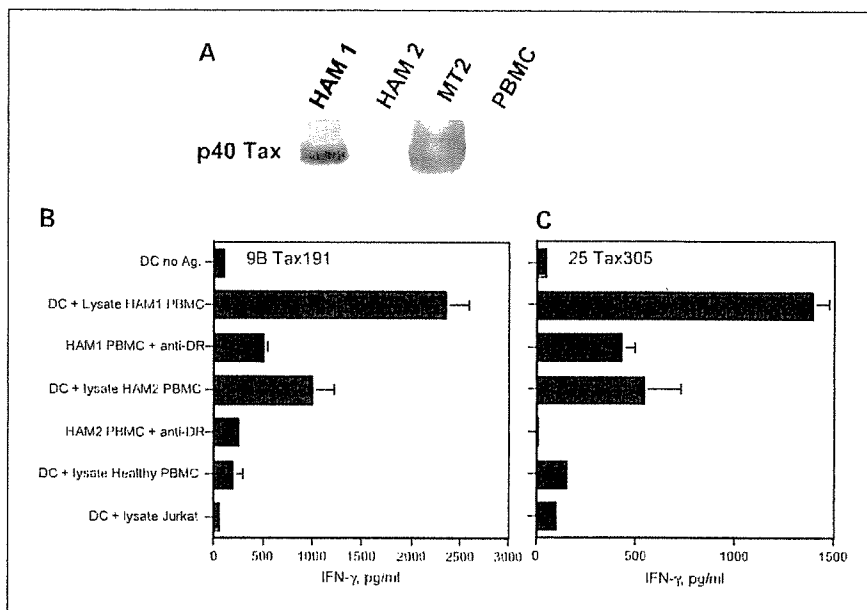 A
HAM 1
HAM 2
MT2
PBMC
p40 Tax
B
9B Tax191
DC no Ag.
DC + Lysate HAM1 PBMC
HAM1 PBMC + anti-DR
DC + lysate HAM2 PBMC
HAM2 PBMC + anti-DR
DC + lysate Healthy PBMC
DC + lysate Jurkat
0 500 1000 1500 2000 2500 3000
IFN-γ, pg/ml
C
25 Tax305
0 500 1000 1500
IFN-γ, pg/ml